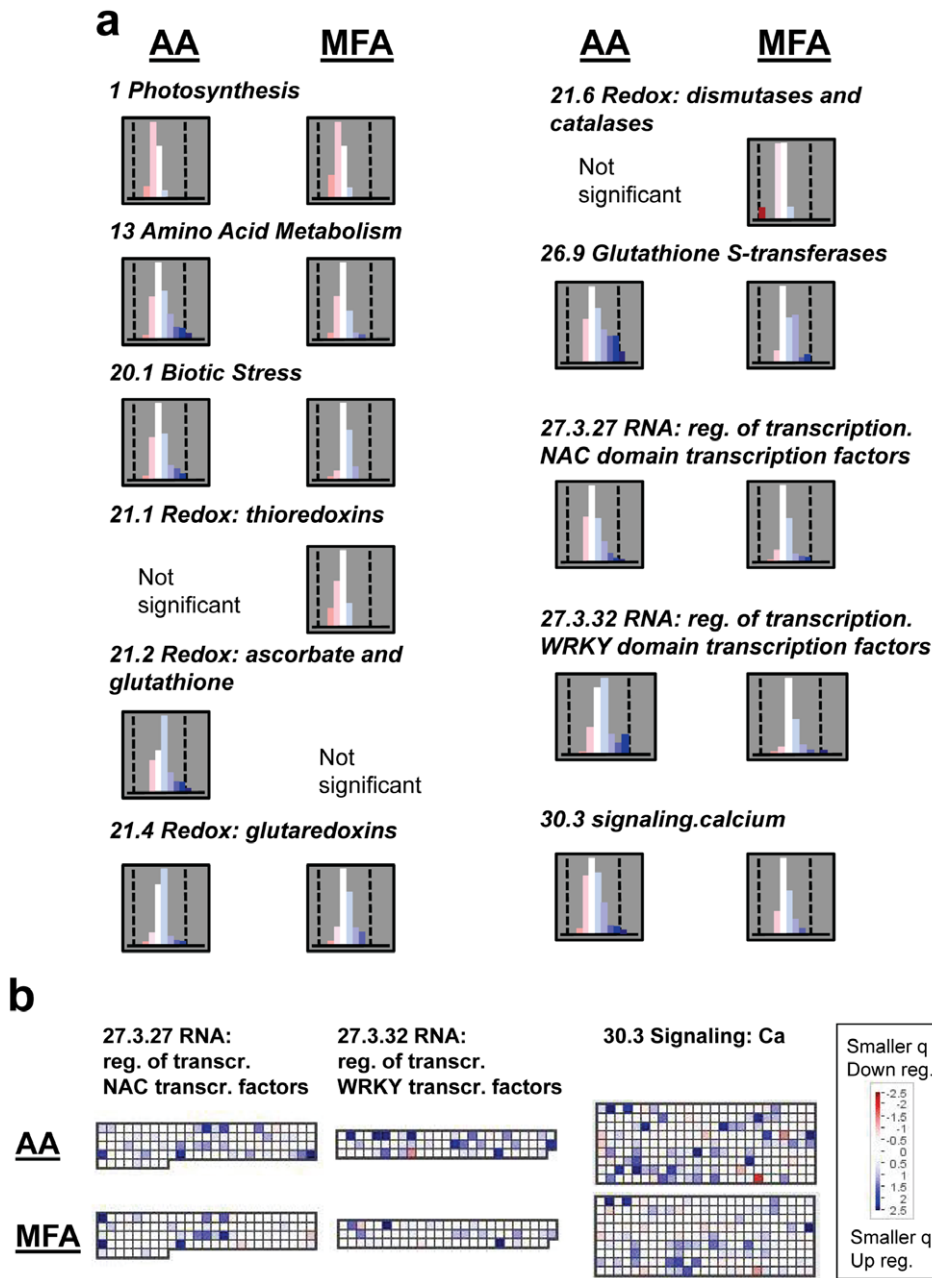 a
AA
MFA
1 Photosynthesis
13 Amino Acid Metabolism
20.1 Biotic Stress
21.1 Redox: thioredoxins
Not
significant
21.2 Redox: ascorbate and
glutathione
Not
significant
21.4 Redox: glutaredoxins
AA
MFA
21.6 Redox: dismutases and
catalases
Not
significant
26.9 Glutathione S-transferases
27.3.27 RNA: reg. of transcription.
NAC domain transcription factors
27.3.32 RNA: reg. of transcription.
WRKY domain transcription factors
30.3 signaling.calcium
b
27.3.27 RNA:
reg. of transcr.
NAC transcr. factors
27.3.32 RNA:
reg. of transcr.
WRKY transcr. factors
30.3 Signaling: Ca
AA
MFA
Smaller q
Down reg.
-2.5
-2
-1.5
-1
-0.5
0
0.5
1
1.5
2
2.5
Smaller q
Up reg.